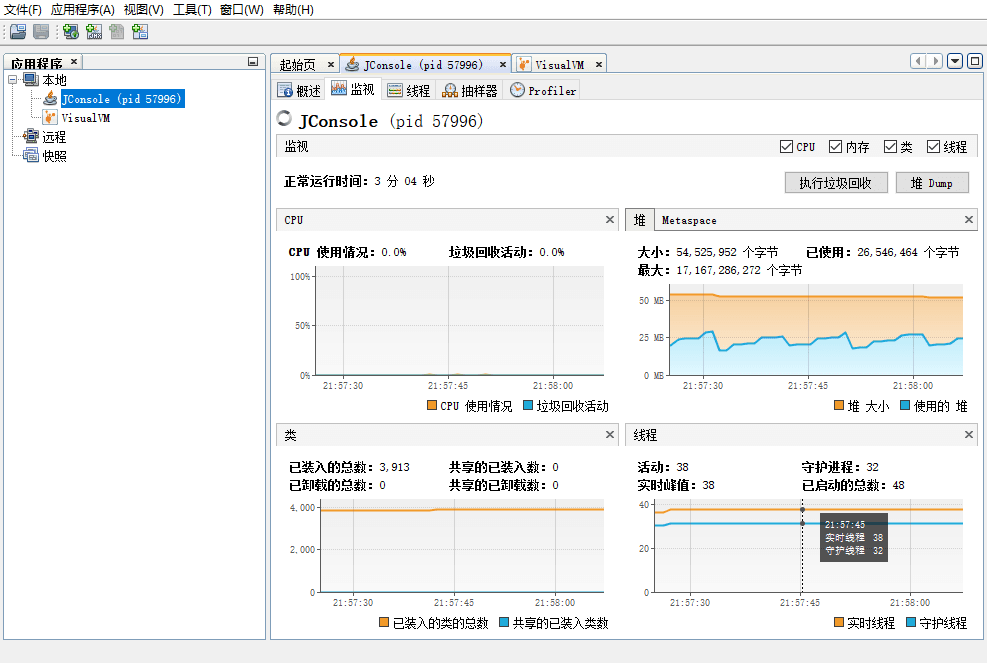 文件(F) 应用程序(A) 视图(V) 工具(T) 窗口(W) 帮助(H)
应用程序 ×
本地
JConsole (pid 57996)
VisualVM
远程
快照
起始页 × JConsole (pid 57996) × VisualVM ×
概述 监视 线程 抽样器 Profiler
JConsole (pid 57996)
监视 CPU 内存 类 线程
正常运行时间: 3 分 04 秒 执行垃圾回收 堆 Dump
CPU ×
CPU 使用情况: 0.0% 垃圾回收活动: 0.0%
100%
50%
0%
21:57:30 21:57:45 21:58:00
CPU 使用情况 垃圾回收活动
堆 Metaspace ×
大小: 54,525,952 个字节 已使用: 26,546,464 个字节
最大: 17,167,286,272 个字节
50 MB
25 MB
0 MB
21:57:30 21:57:45 21:58:00
堆 大小 使用的 堆
类 ×
已装入的总数: 3,913 共享的已装入数: 0
已卸载的总数: 0 共享的已卸载数: 0
4,000
2,000
0
21:57:30 21:57:45 21:58:00
已装入的类的总数 共享的已装入类数
线程 ×
活动: 38 守护进程: 32
实时峰值: 38 已启动的总数: 48
40
20
0
21:57:45
实时线程 38
守护线程 32
21:57:30 21:57:45 21:58:00
实时线程 守护线程